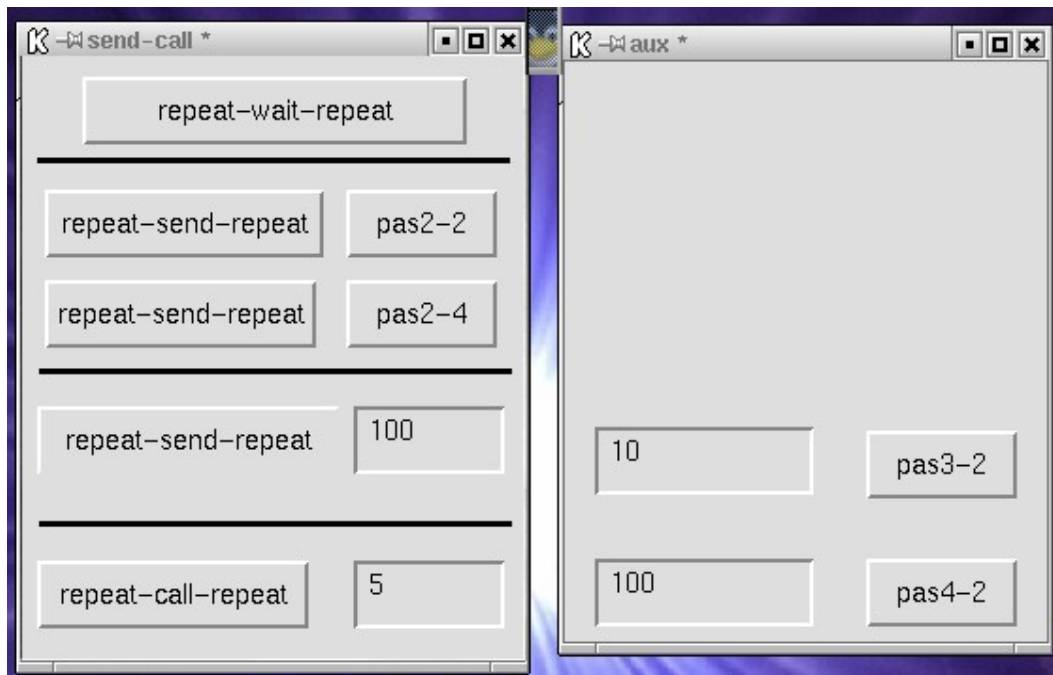 send-call *
repeat-wait-repeat
repeat-send-repeat pas2-2
repeat-send-repeat pas2-4
repeat-send-repeat 100
repeat-call-repeat 5
aux *
10 pas3-2
100 pas4-2